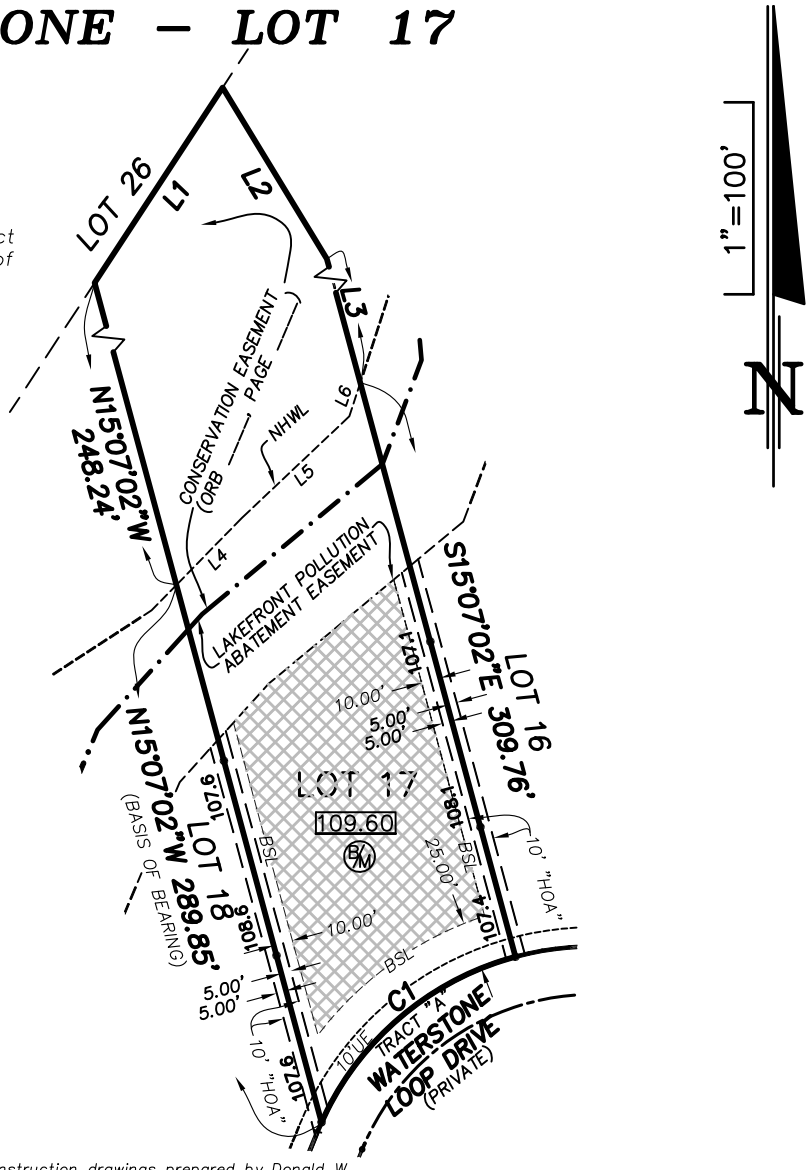 ONE – LOT 17
1"=100'
N
LOT 26
L1
L2
L3
ct
of
CONSERVATION EASEMENT
(ORB ____, PAGE ____)
NHWL
L6
L5
L4
N15°07'02"W
248.24'
LAKEFRONT POLLUTION
ABATEMENT EASEMENT
S15°07'02"E 309.76'
LOT 16
107.1
10.00'
5.00'
5.00'
LOT 17
109.60
B/M
107.6
108.1
N15°07'02"W 289.85'
(BASIS OF BEARING)
LOT 18
BSL
BSL
25.00'
10' "HOA"
107.4
108.6
10.00'
BSL
5.00'
5.00'
C1
10'UE
TRACT "A"
WATERSTONE
LOOP DRIVE
(PRIVATE)
10' "HOA"
107.6
nstruction drawings prepared by Donald W.